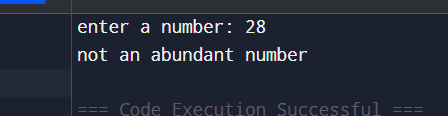 enter a number: 28
not an abundant number
=== Code Execution Successful ===